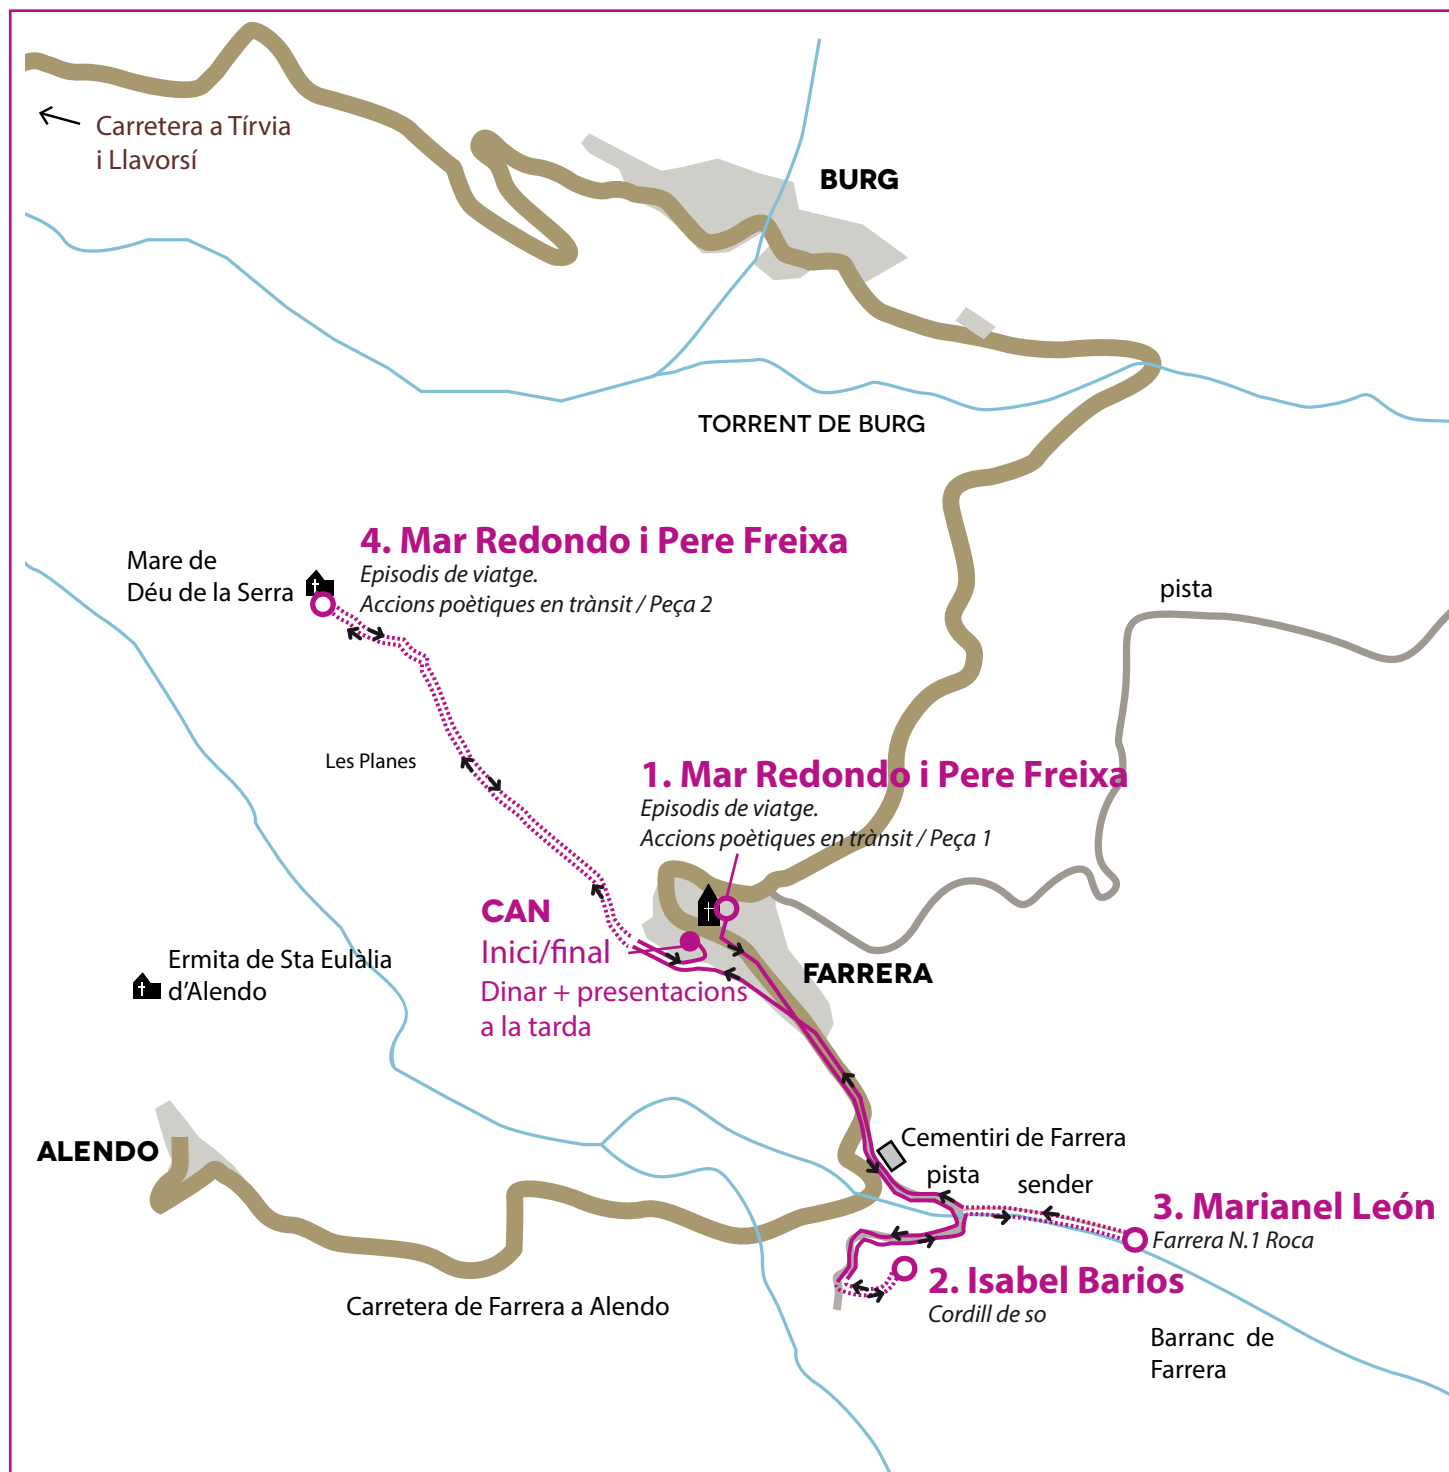 Carretera a Tírvia
i Llavorsí
BURG
TORRENT DE BURG
4. Mar Redondo i Pere Freixa
Episodis de viatge.
Accions poètiques en trànsit / Peça 2
Mare de
Déu de la Serra
pista
Les Planes
1. Mar Redondo i Pere Freixa
Episodis de viatge.
Accions poètiques en trànsit / Peça 1
CAN
Inici/final
Dinar + presentacions
a la tarda
FARRERA
Ermita de Sta Eulàlia
d'Alendo
ALENDO
Cementiri de Farrera
pista
sender
3. Marianel León
Farrera N.1 Roca
2. Isabel Barios
Cordill de so
Carretera de Farrera a Alendo
Barranc de
Farrera